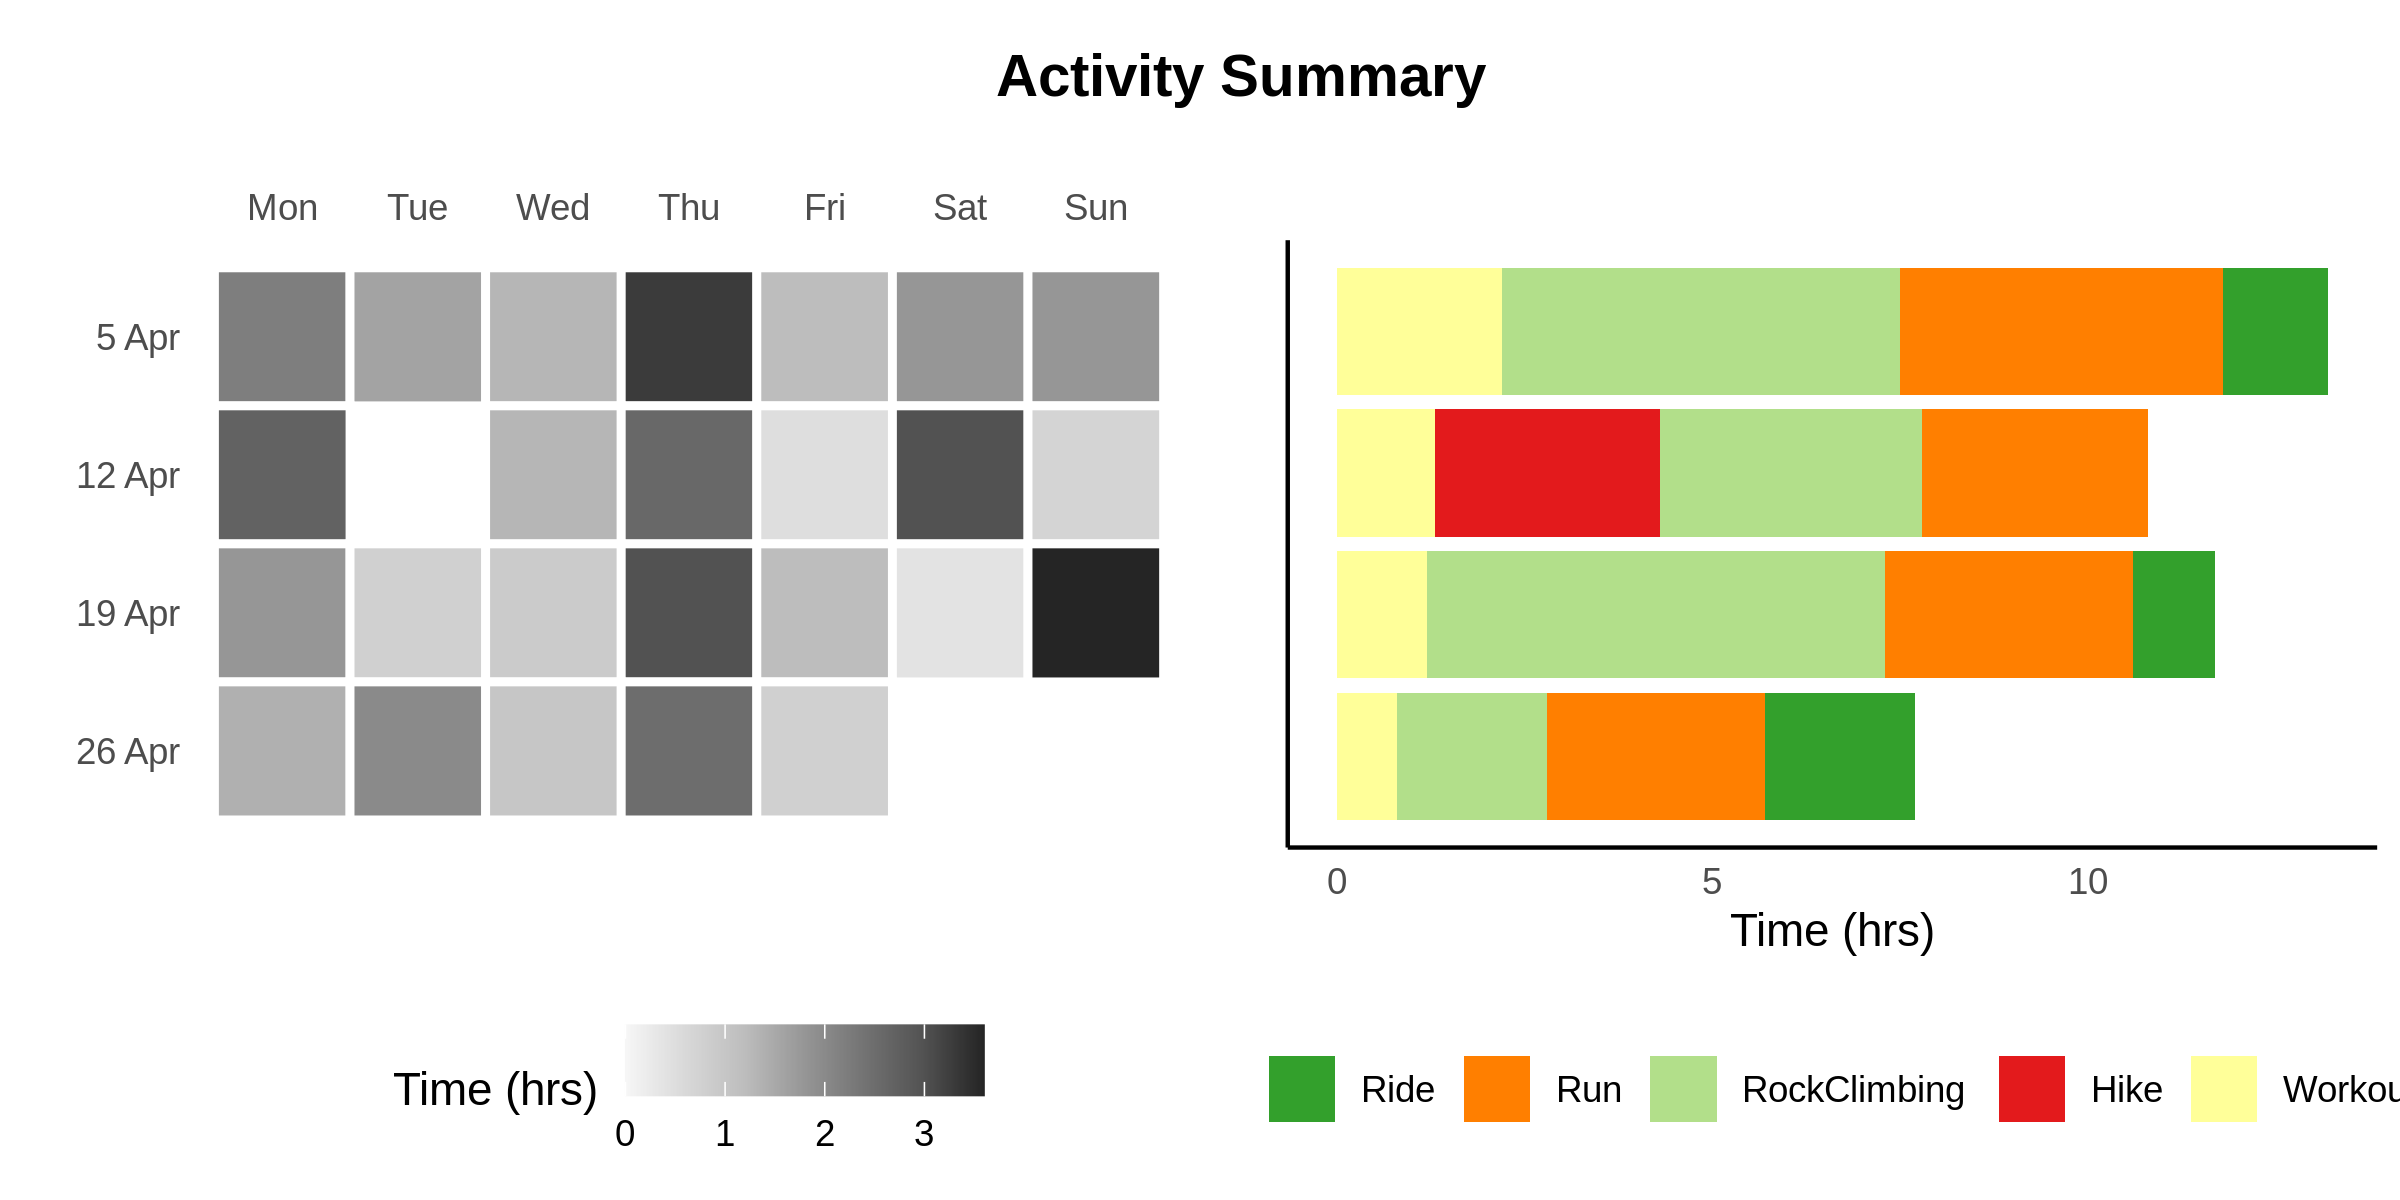 Activity Summary
Mon Tue Wed Thu Fri Sat Sun
5 Apr
12 Apr
19 Apr
26 Apr
0 5 10
Time (hrs)
Time (hrs)
0 1 2 3
Ride Run RockClimbing Hike Workou